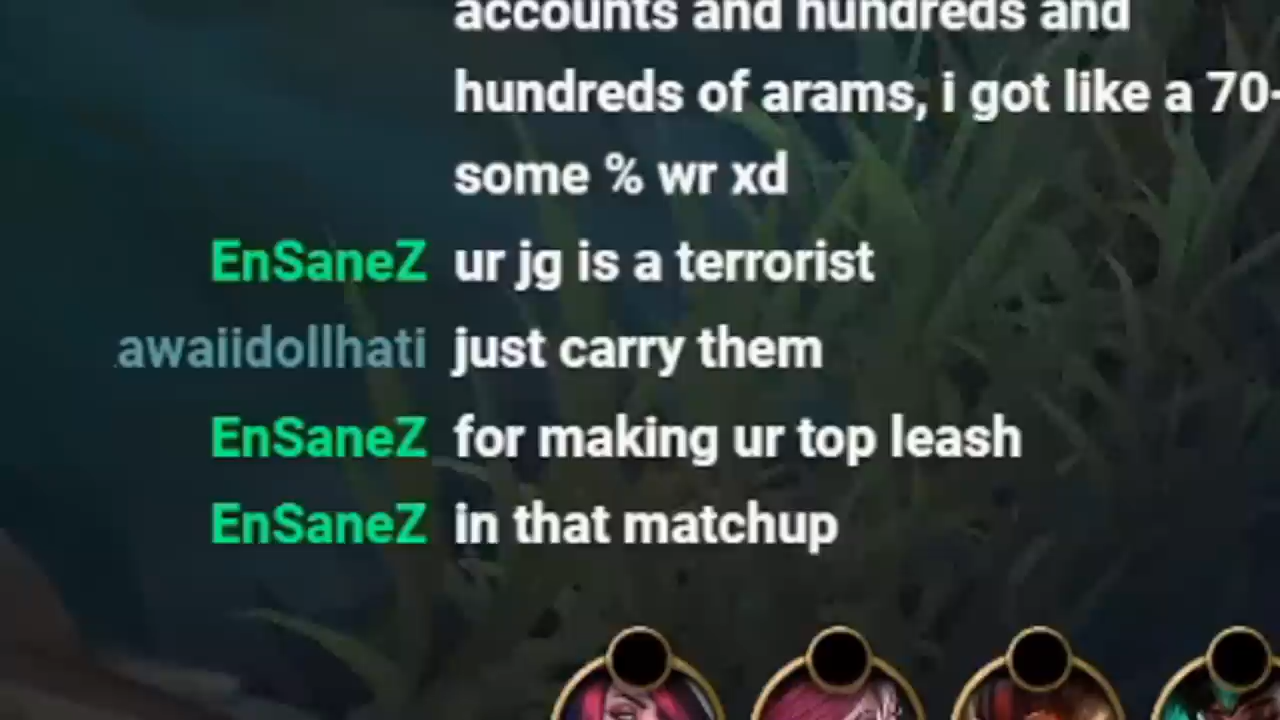 accounts and hundreds and
hundreds of arams, i got like a 70-
some % wr xd
EnSaneZ ur jg is a terrorist
awaiidollhati just carry them
EnSaneZ for making ur top leash
EnSaneZ in that matchup